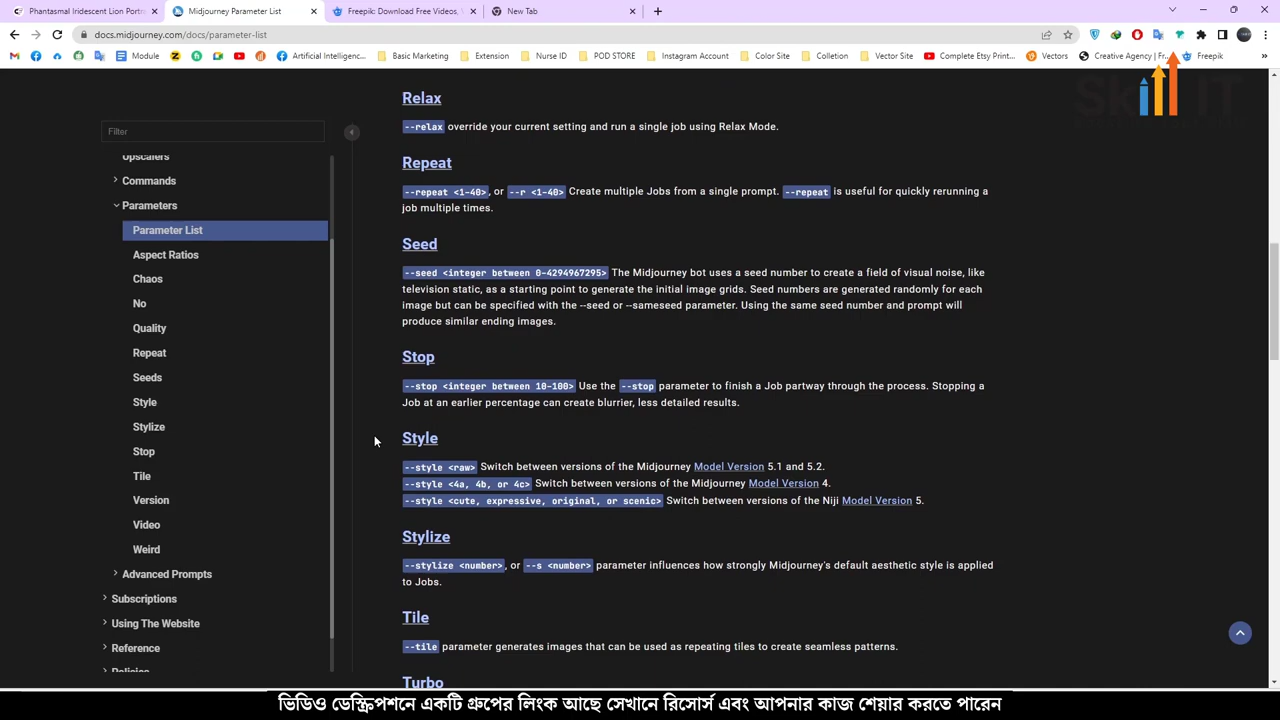 Phantasmal Iridescent Lion Portra
Midjourney Parameter List
Freepik: Download Free Videos, V
New Tab
docs.midjourney.com/docs/parameter-list
Module
Artificial Intelligenc...
Basic Marketing
Extension
Nurse ID
POD STORE
Instagram Account
Color Site
Colletion
Vector Site
Complete Etsy Print...
Vectors
Creative Agency | Fr...
Freepik
Skill IT
Filter
Upscalers
Commands
Parameters
Parameter List
Aspect Ratios
Chaos
No
Quality
Repeat
Seeds
Style
Stylize
Stop
Tile
Version
Video
Weird
Advanced Prompts
Subscriptions
Using The Website
Reference
Policies
Relax
--relax override your current setting and run a single job using Relax Mode.
Repeat
--repeat <1–40>, or --r <1–40> Create multiple Jobs from a single prompt. --repeat is useful for quickly rerunning a
job multiple times.
Seed
--seed <integer between 0–4294967295> The Midjourney bot uses a seed number to create a field of visual noise, like
television static, as a starting point to generate the initial image grids. Seed numbers are generated randomly for each
image but can be specified with the --seed or --sameseed parameter. Using the same seed number and prompt will
produce similar ending images.
Stop
--stop <integer between 10–100> Use the --stop parameter to finish a Job partway through the process. Stopping a
Job at an earlier percentage can create blurrier, less detailed results.
Style
--style <raw> Switch between versions of the Midjourney Model Version 5.1 and 5.2.
--style <4a, 4b, or 4c> Switch between versions of the Midjourney Model Version 4.
--style <cute, expressive, original, or scenic> Switch between versions of the Niji Model Version 5.
Stylize
--stylize <number>, or --s <number> parameter influences how strongly Midjourney's default aesthetic style is applied
to Jobs.
Tile
--tile parameter generates images that can be used as repeating tiles to create seamless patterns.
Turbo
ভিডিও ডেস্ক্রিপশনে একটি গ্রুপের লিংক আছে সেখানে রিসোর্স এবং আপনার কাজ শেয়ার করতে পারেন